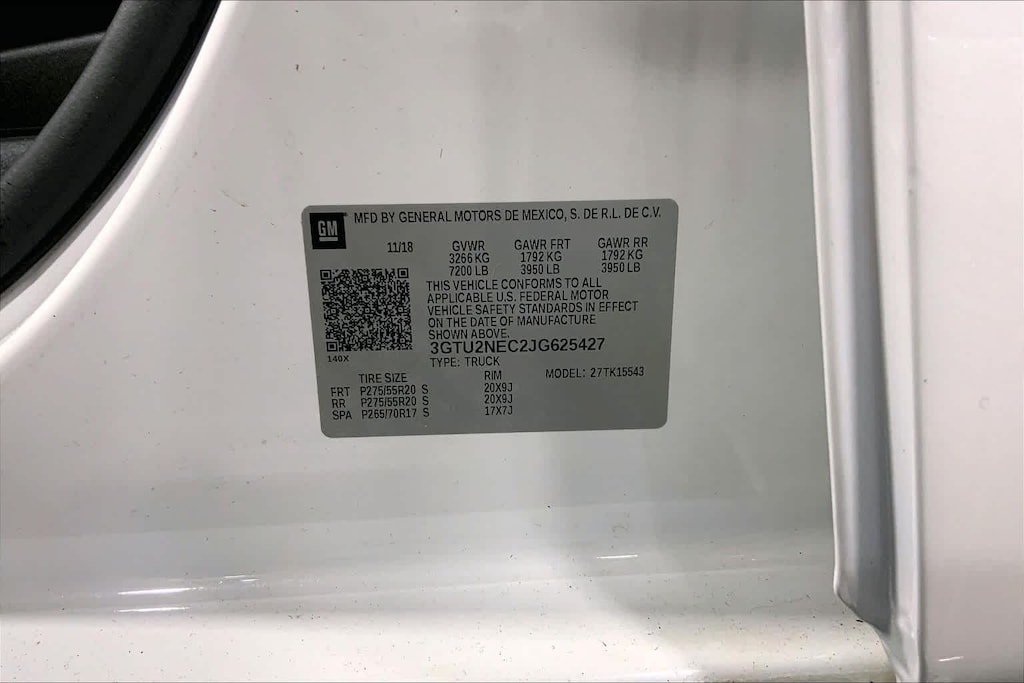 GM MFD BY GENERAL MOTORS DE MEXICO, S. DE R.L. DE C.V.
11/18 GVWR GAWR FRT GAWR RR
3266 KG 1792 KG 1792 KG
7200 LB 3950 LB 3950 LB
THIS VEHICLE CONFORMS TO ALL
APPLICABLE U.S. FEDERAL MOTOR
VEHICLE SAFETY STANDARDS IN EFFECT
ON THE DATE OF MANUFACTURE
SHOWN ABOVE.
3GTU2NEC2JG625427
140X
TYPE: TRUCK
TIRE SIZE RIM MODEL: 27TK15543
FRT P275/55R20 S 20X9J
RR P275/55R20 S 20X9J
SPA P265/70R17 S 17X7J